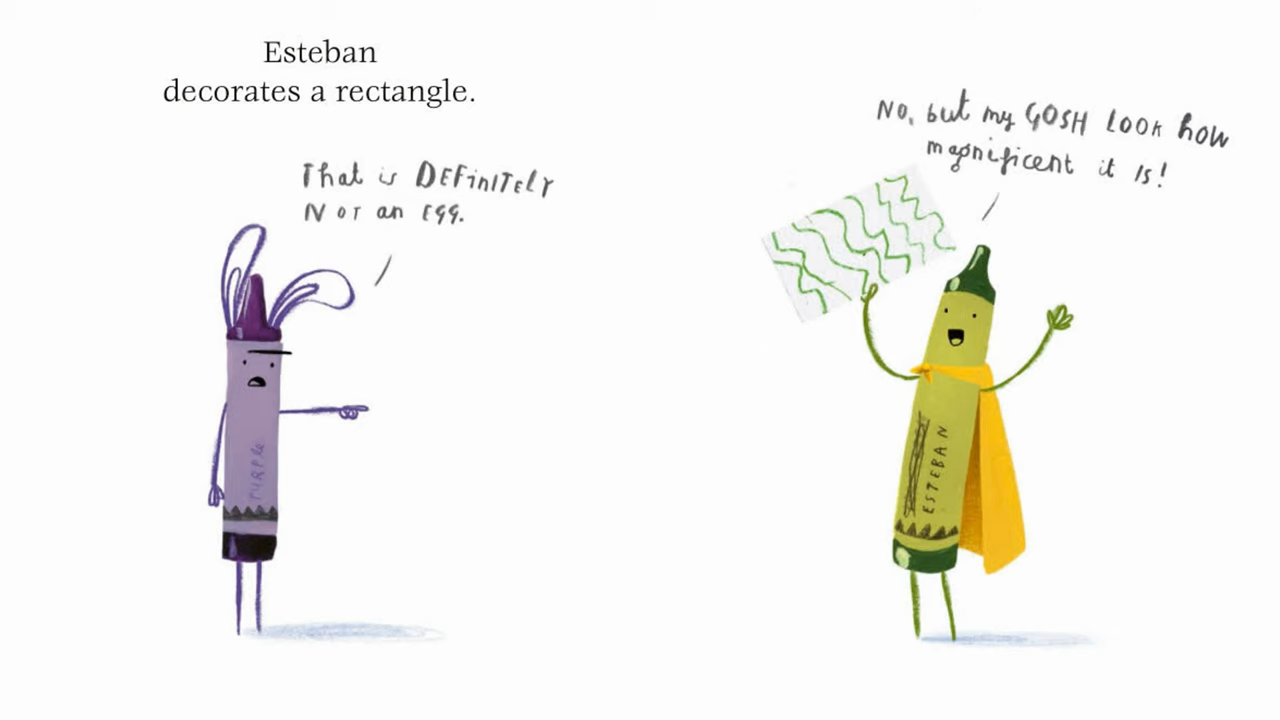 Esteban
decorates a rectangle.
That is DEFiNITELY
NOT an EGG.
No, but my GOSH LOOK how
magnificent it is!
PURPLE
ESTEBAN